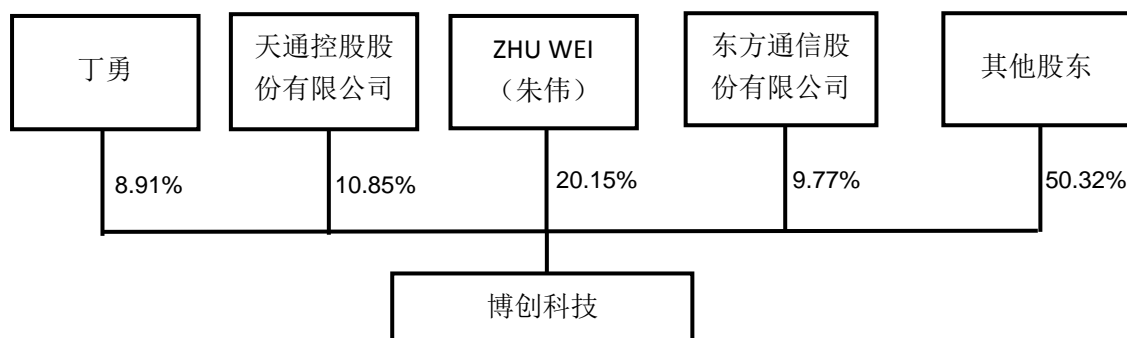 丁勇
天通控股股
份有限公司
ZHU WEI
（朱伟）
东方通信股
份有限公司
其他股东
8.91%
10.85%
20.15%
9.77%
50.32%
博创科技